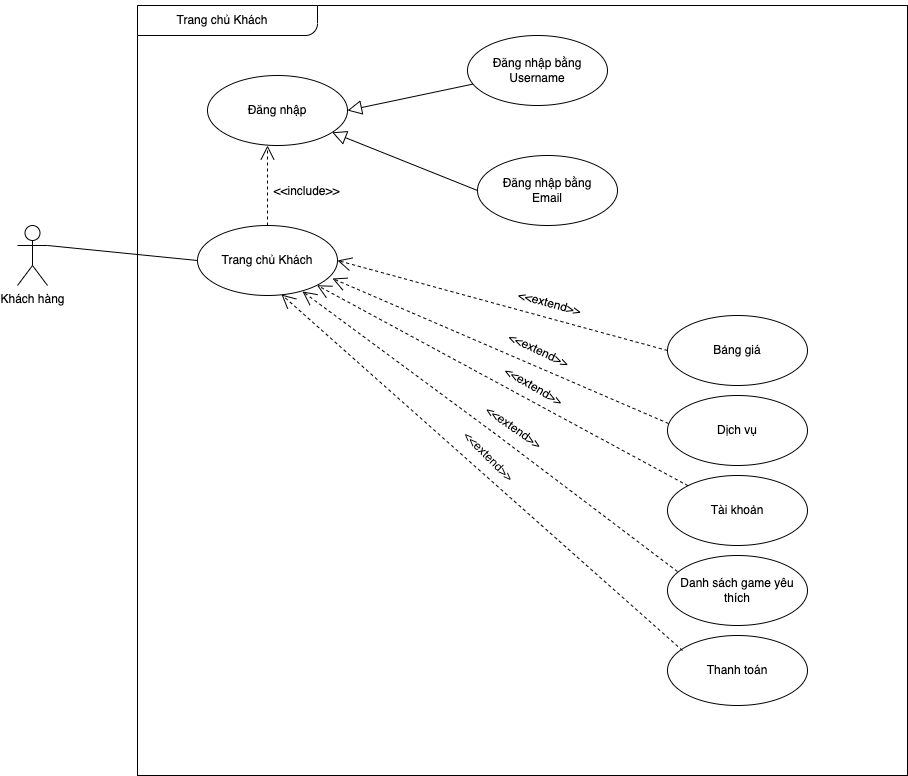 Trang chủ Khách
Đăng nhập bằng
Username
Đăng nhập
Đăng nhập bằng
Email
<<include>>
Trang chủ Khách
Khách hàng
<<extend>>
Bảng giá
<<extend>>
<<extend>>
Dịch vụ
<<extend>>
<<extend>>
Tài khoản
Danh sách game yêu
thích
Thanh toán